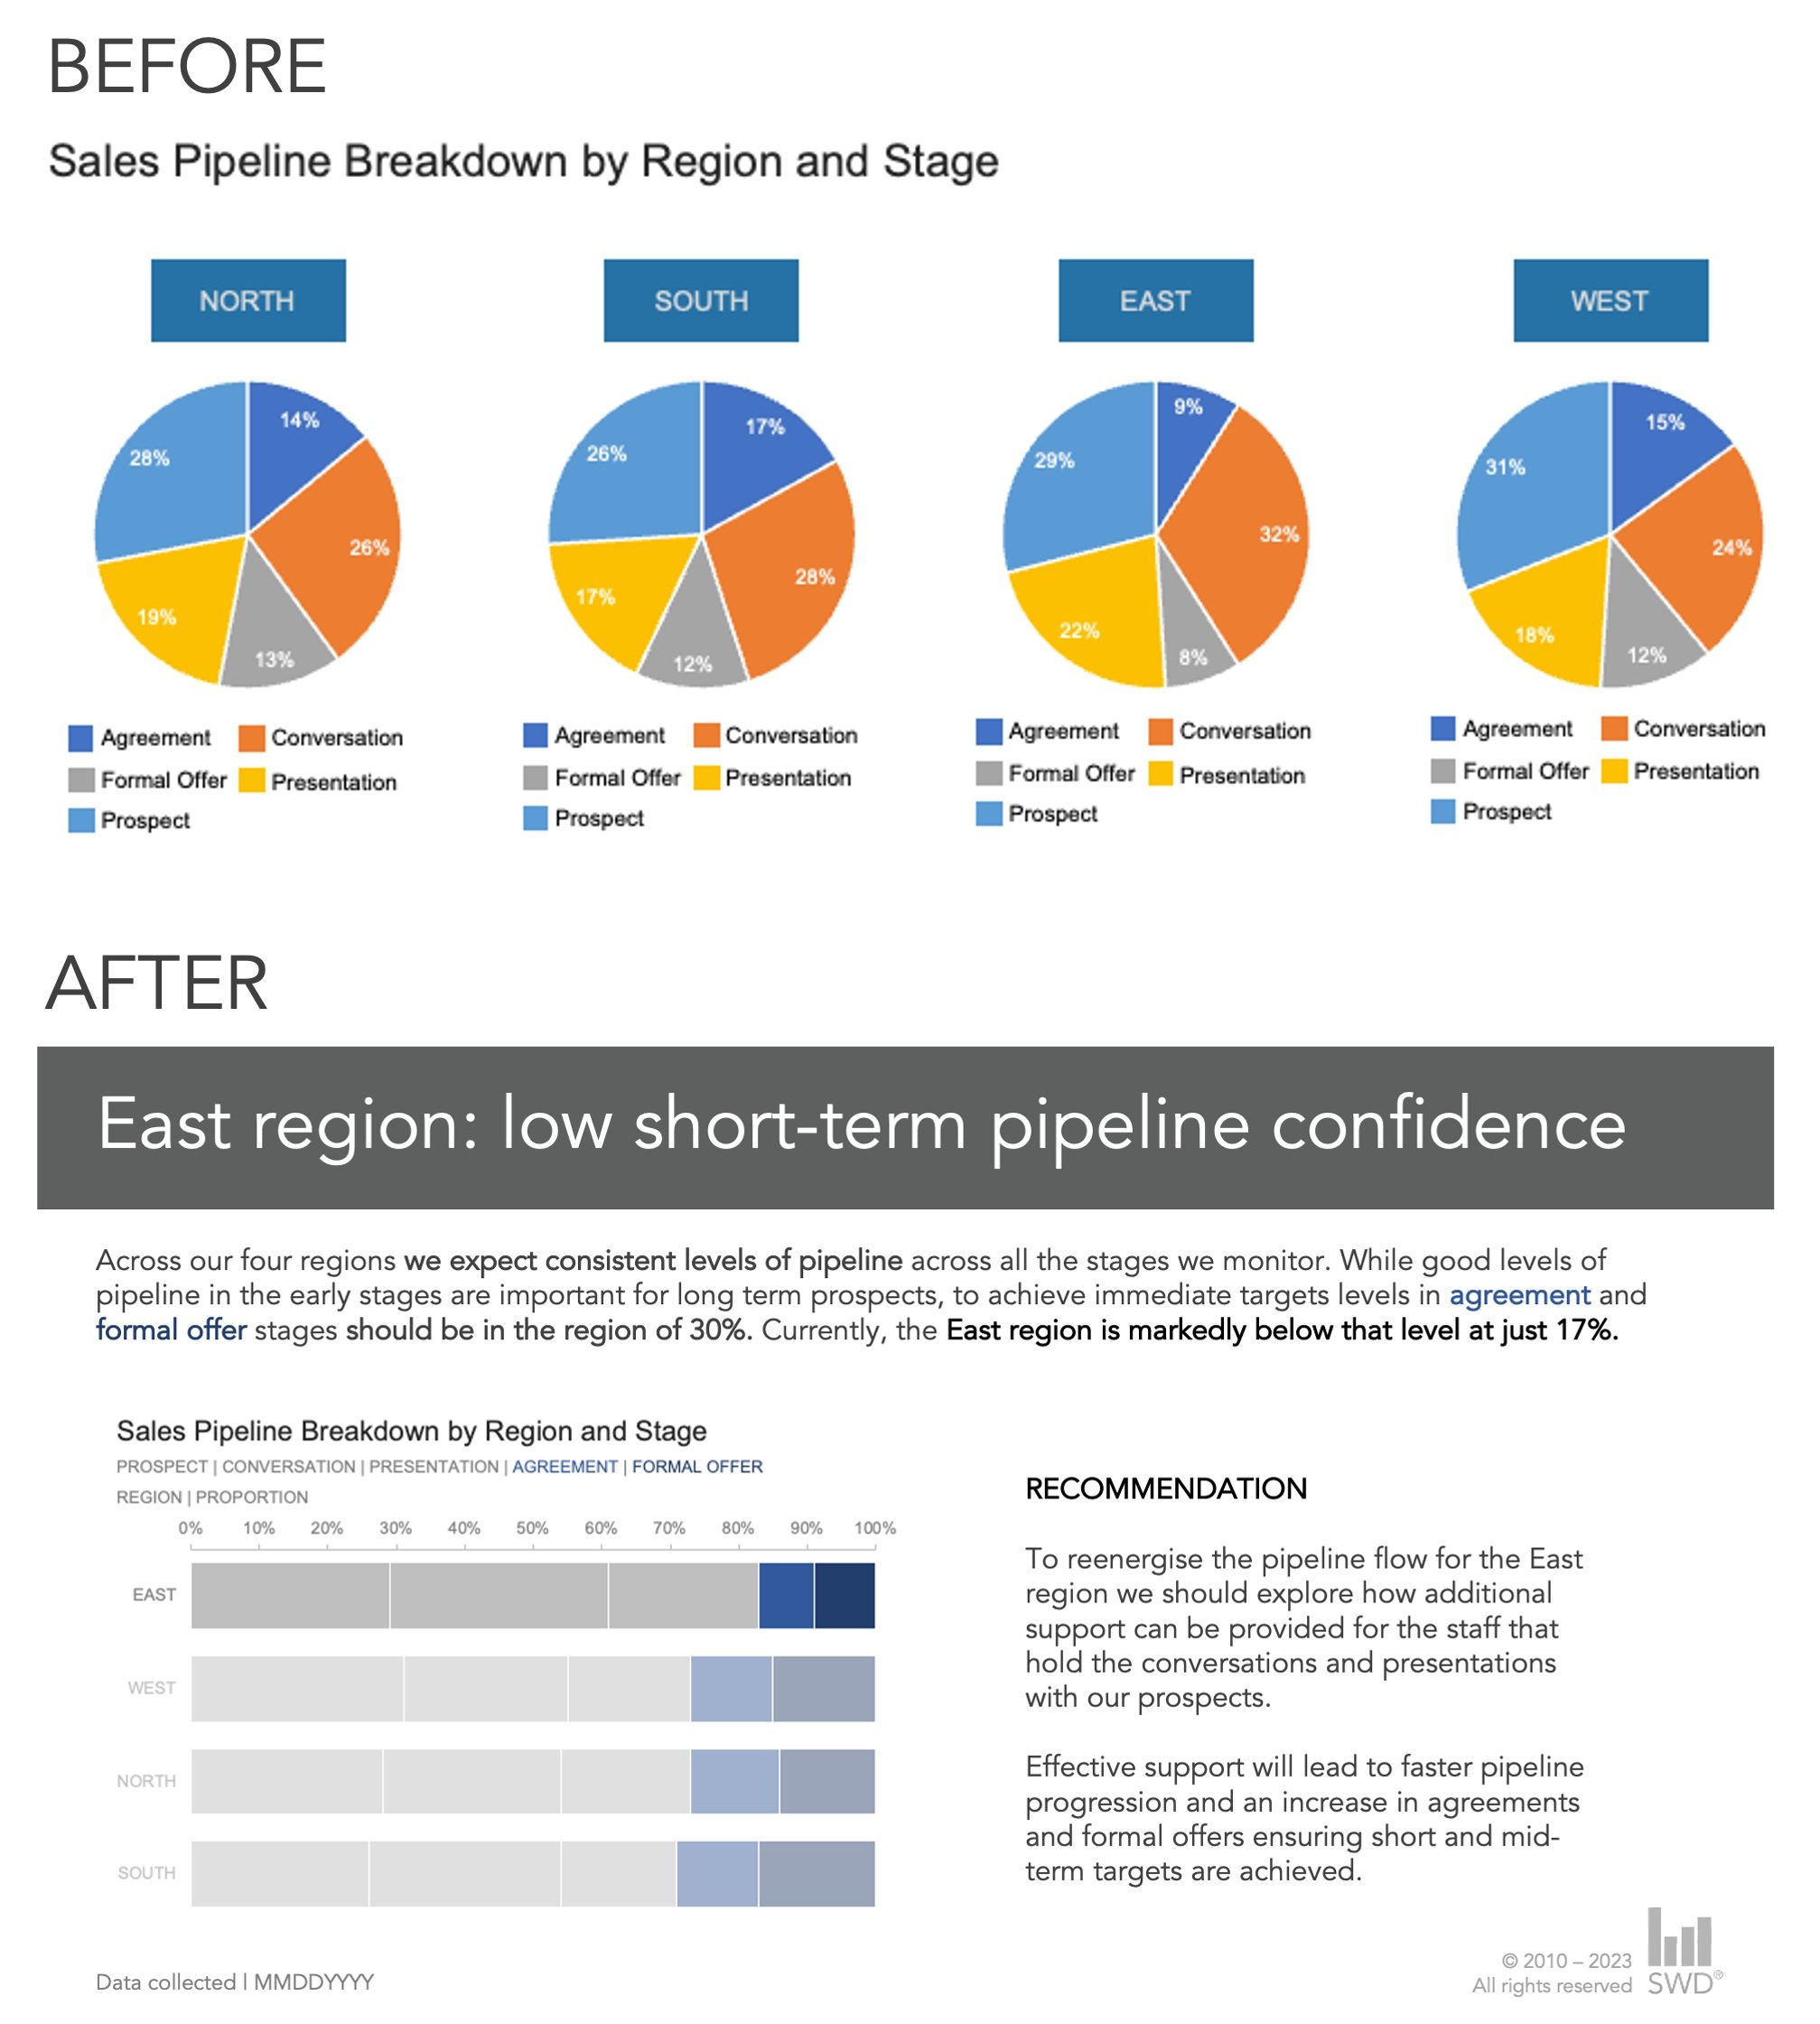 BEFORE
Sales Pipeline Breakdown by Region and Stage
NORTH
SOUTH
EAST
WEST
14%
26%
13%
19%
28%
17%
28%
12%
17%
26%
9%
32%
8%
22%
29%
15%
24%
12%
18%
31%
Agreement Conversation
Formal Offer Presentation
Prospect
Agreement Conversation
Formal Offer Presentation
Prospect
Agreement Conversation
Formal Offer Presentation
Prospect
Agreement Conversation
Formal Offer Presentation
Prospect
AFTER
East region: low short-term pipeline confidence
Across our four regions we expect consistent levels of pipeline across all the stages we monitor. While good levels of
pipeline in the early stages are important for long term prospects, to achieve immediate targets levels in agreement and
formal offer stages should be in the region of 30%. Currently, the East region is markedly below that level at just 17%.
Sales Pipeline Breakdown by Region and Stage
PROSPECT | CONVERSATION | PRESENTATION | AGREEMENT | FORMAL OFFER
REGION | PROPORTION
0% 10% 20% 30% 40% 50% 60% 70% 80% 90% 100%
EAST
WEST
NORTH
SOUTH
RECOMMENDATION
To reenergise the pipeline flow for the East
region we should explore how additional
support can be provided for the staff that
hold the conversations and presentations
with our prospects.
Effective support will lead to faster pipeline
progression and an increase in agreements
and formal offers ensuring short and mid-
term targets are achieved.
Data collected | MMDDYYYY
© 2010 – 2023
All rights reserved
SWD®